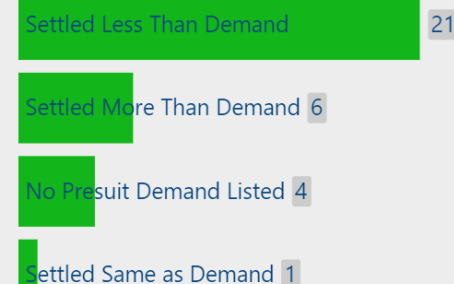 Settled Less Than Demand 21
Settled More Than Demand 6
No Presuit Demand Listed 4
Settled Same as Demand 1